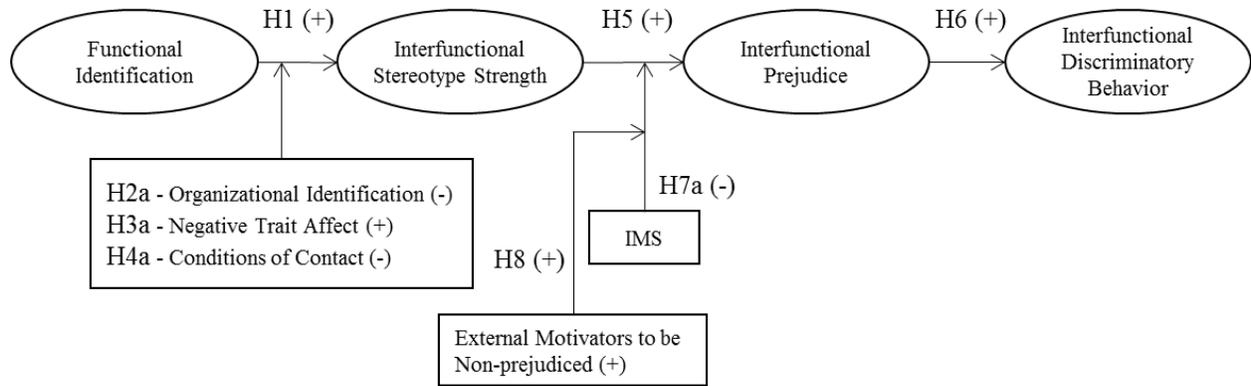 H1 (+)
H5 (+)
H6 (+)
Functional
Identification
Interfunctional
Stereotype Strength
Interfunctional
Prejudice
Interfunctional
Discriminatory
Behavior
H2a - Organizational Identification (-)
H3a - Negative Trait Affect (+)
H4a - Conditions of Contact (-)
H7a (-)
IMS
H8 (+)
External Motivators to be
Non-prejudiced (+)